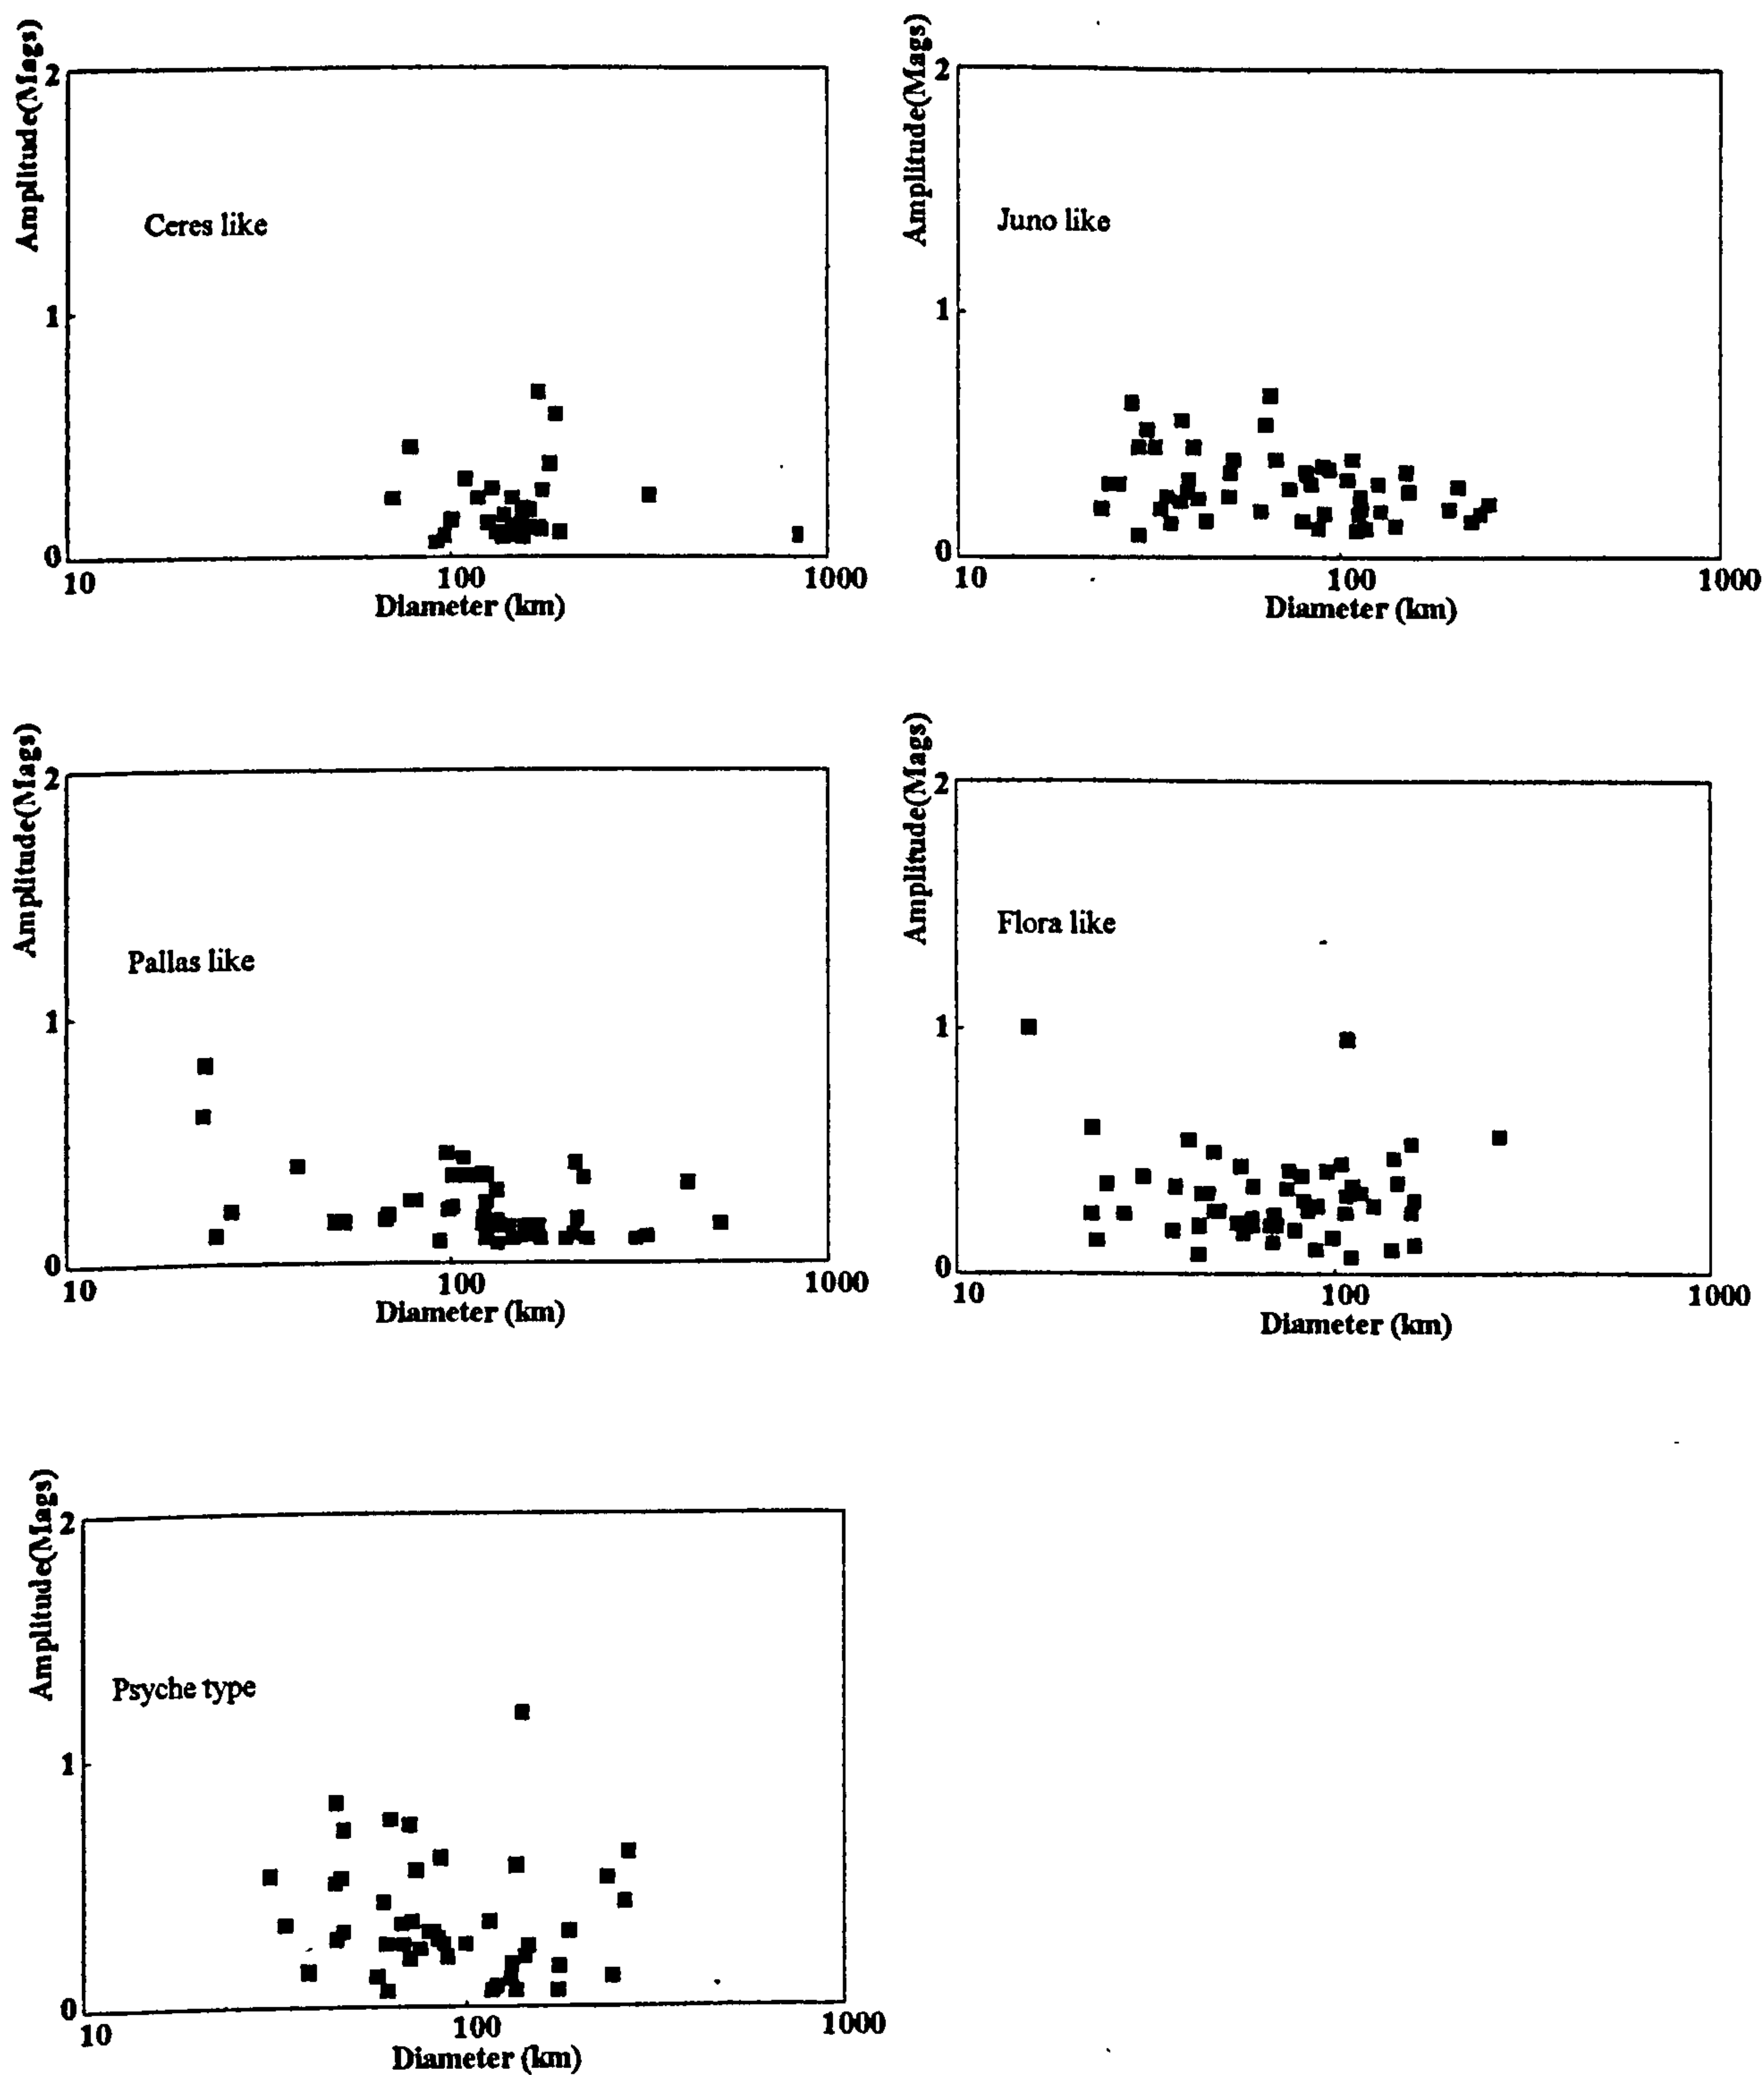 Amplitude(Mags)
2
1
0
Ceres like
10
100
1000
Diameter (km)
Amplitude(Mags)
2
1
0
Juno like
10
100
1000
Diameter (km)
Amplitude(Mags)
2
1
0
Pallas like
10
100
1000
Diameter (km)
Amplitude(Mags)
2
1
0
Flora like
10
100
1000
Diameter (km)
Amplitude(Mags)
2
1
0
Psyche type
10
100
1000
Diameter (km)